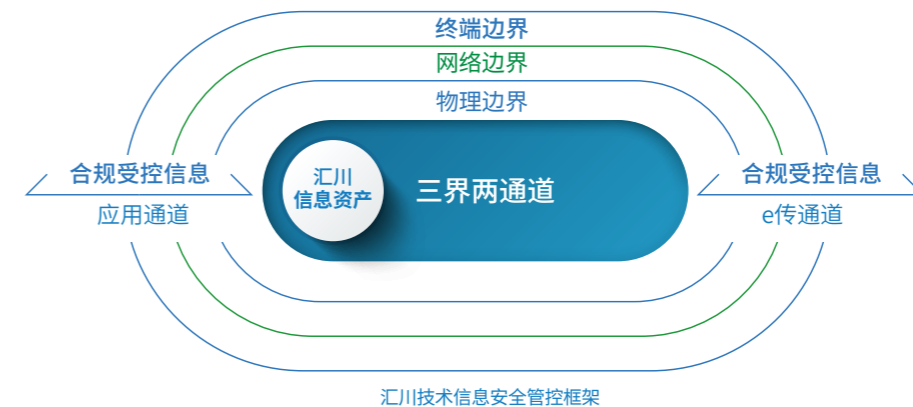 终端边界
网络边界
物理边界
合规受控信息
应用通道
汇川
信息资产
三界两通道
合规受控信息
e传通道
汇川技术信息安全管控框架